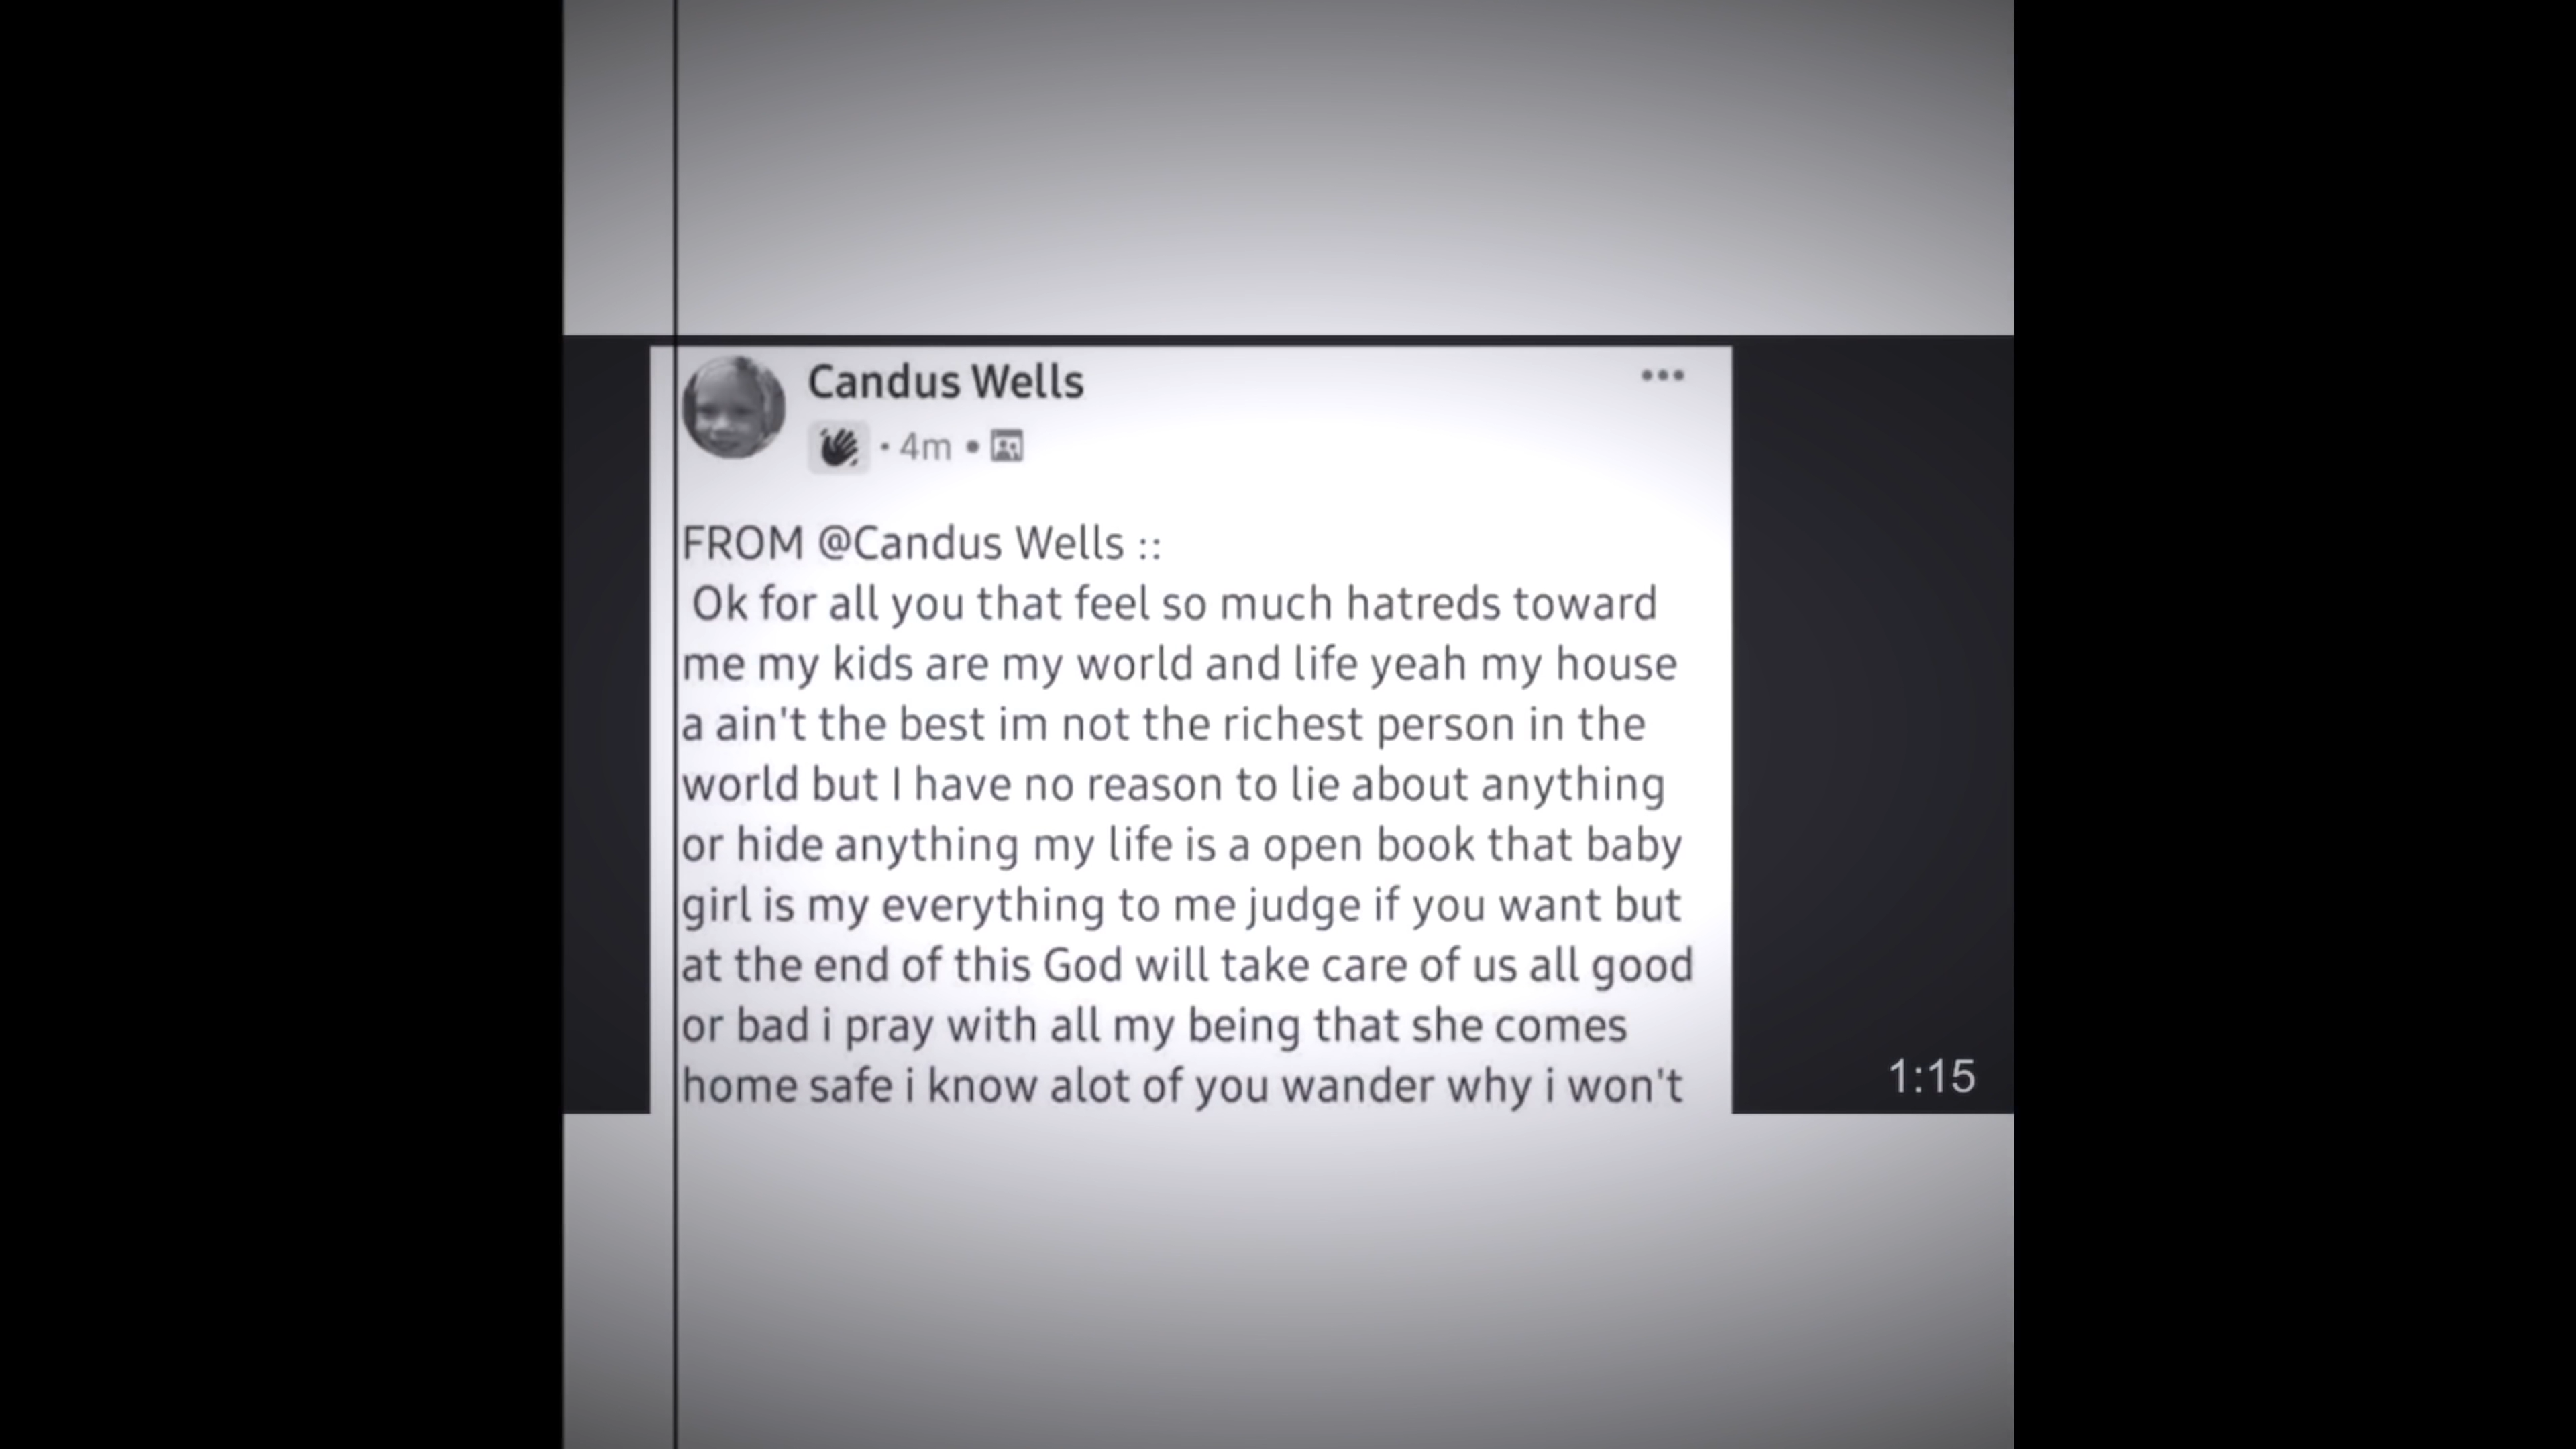 Candus Wells
👋 · 4m •
FROM @Candus Wells ::
Ok for all you that feel so much hatreds toward
me my kids are my world and life yeah my house
a ain't the best im not the richest person in the
world but I have no reason to lie about anything
or hide anything my life is a open book that baby
girl is my everything to me judge if you want but
at the end of this God will take care of us all good
or bad i pray with all my being that she comes
home safe i know alot of you wander why i won't
1:15